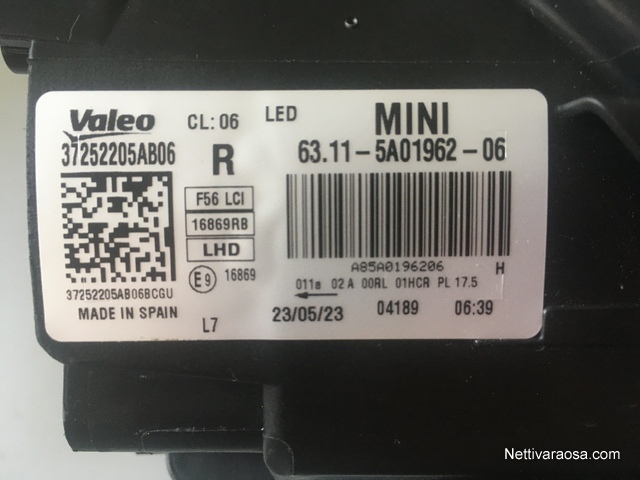 Valeo CL: 06 LED MINI
37252205AB06 R 63.11-5A01962-06
F56 LCI
16869RB
LHD
E9 16869
A85A0196206 H
37252205AB06BCGU
011a 02A 00RL 01HCR PL 17.5
MADE IN SPAIN L7 23/05/23 04189 06:39
Nettivaraosa.com